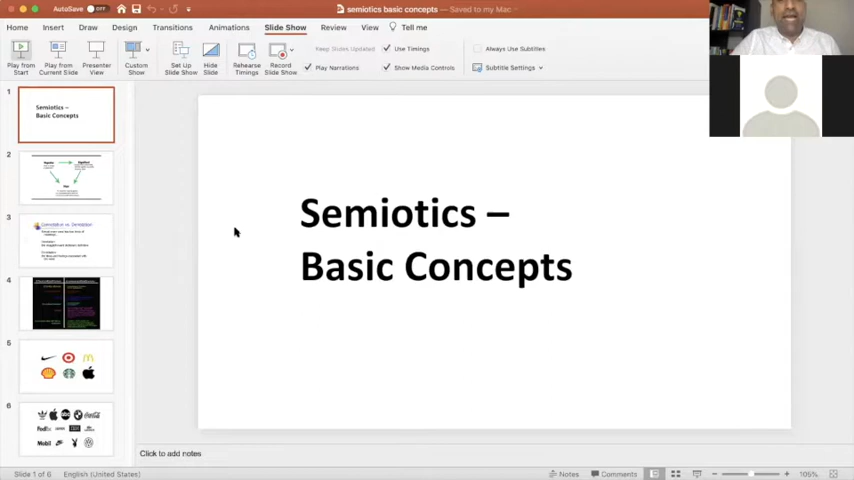 AutoSave OFF
semiotics basic concepts — Saved to my Mac
Home Insert Draw Design Transitions Animations Slide Show Review View Tell me
Play from Start
Play from Current Slide
Presenter View
Custom Show
Set Up Slide Show
Hide Slide
Rehearse Timings
Record Slide Show
Keep Slides Updated
Use Timings
Always Use Subtitles
Play Narrations
Show Media Controls
Subtitle Settings
1
Semiotics –
Basic Concepts
2
3
4
5
6
FedEx
Mobil
Semiotics –
Basic Concepts
Click to add notes
Slide 1 of 6 English (United States) Notes Comments 105%